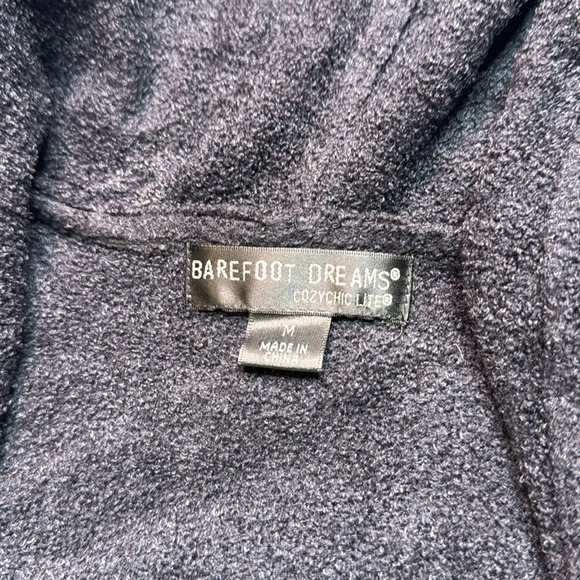 BAREFOOT DREAMS®
COZYCHIC LITE®
M
MADE IN
CHINA